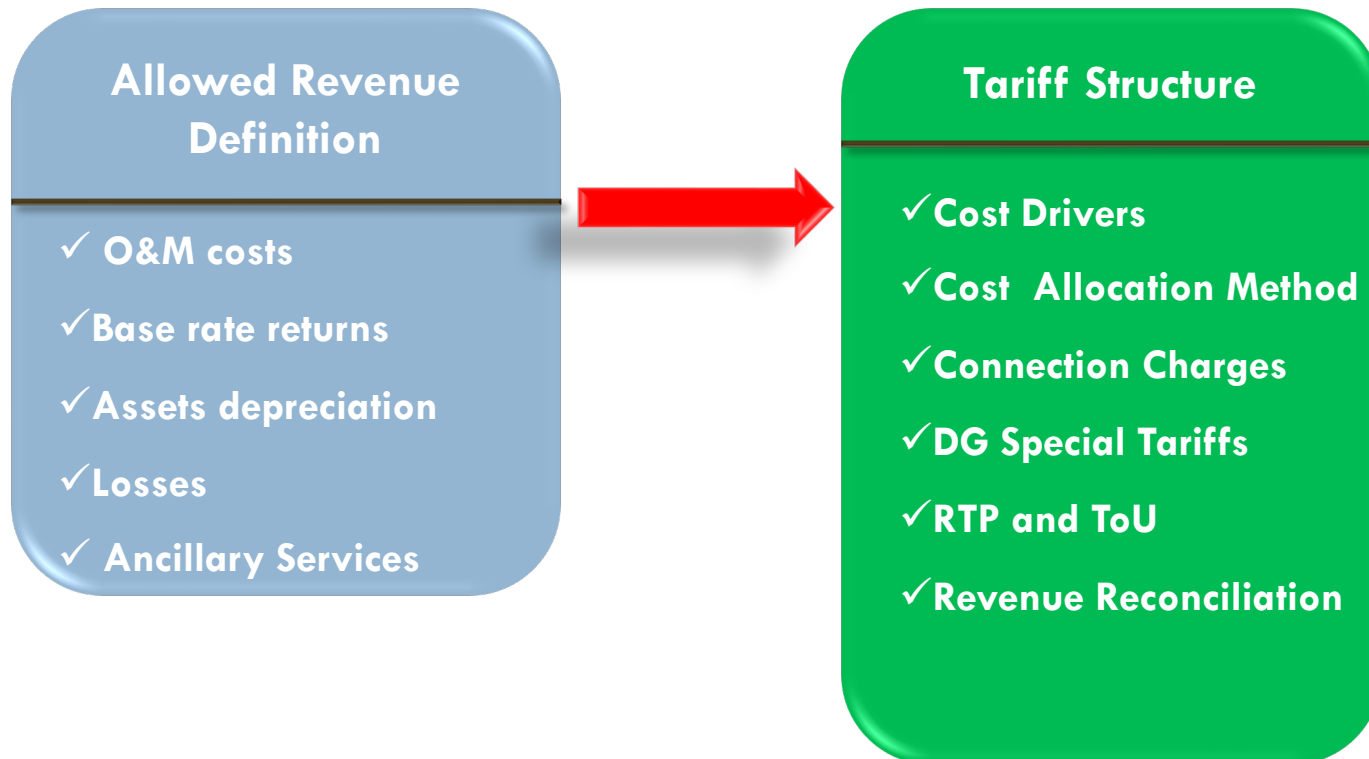 Allowed Revenue
Definition
✓ O&M costs
✓Base rate returns
✓Assets depreciation
✓Losses
✓ Ancillary Services
Tariff Structure
✓Cost Drivers
✓Cost Allocation Method
✓Connection Charges
✓DG Special Tariffs
✓RTP and ToU
✓Revenue Reconciliation